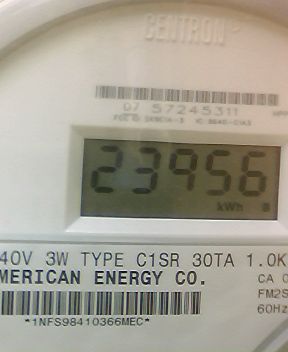 CENTRON
07 57245311
23956
kWh
40V 3W TYPE C1SR 30TA 1.0K
MERICAN ENERGY CO.
CA 0
FM2S
60Hz
*1NFS98410366MEC*